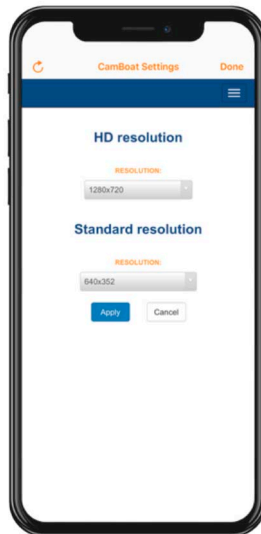 CamBoat Settings Done
HD resolution
RESOLUTION:
1280x720
Standard resolution
RESOLUTION:
640x352
Apply Cancel